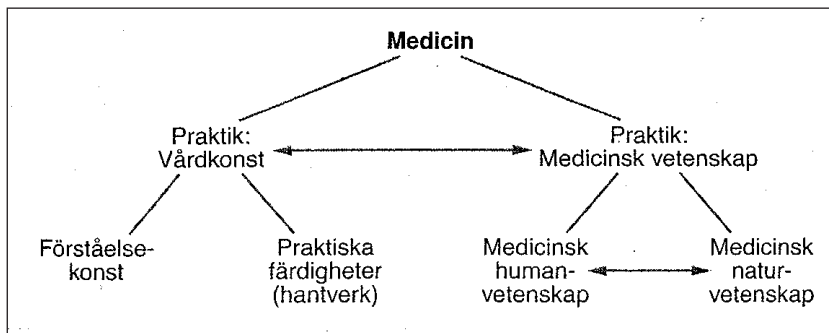 Medicin
Praktik:
Vårdkonst
Praktik:
Medicinsk vetenskap
Förståelse-
konst
Praktiska
färdigheter
(hantverk)
Medicinsk
human-
vetenskap
Medicinsk
natur-
vetenskap